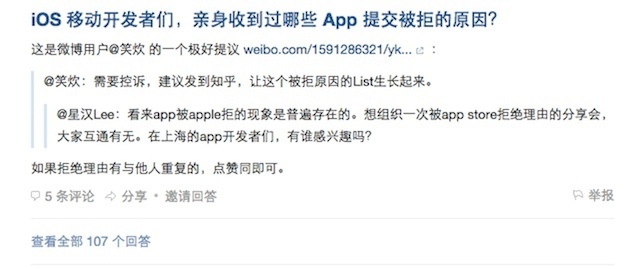 iOS 移动开发者们，亲身收到过哪些 App 提交被拒的原因？
这是微博用户@笑炊 的一个极好提议 weibo.com/1591286321/yk... ：
@笑炊：需要控诉，建议发到知乎，让这个被拒原因的List生长起来。
@星汉Lee：看来app被apple拒的现象是普遍存在的。想组织一次被app store拒绝理由的分享会，
大家互通有无。在上海的app开发者们，有谁感兴趣吗？
如果拒绝理由有与他人重复的，点赞同即可。
5 条评论 分享 • 邀请回答 举报
查看全部 107 个回答